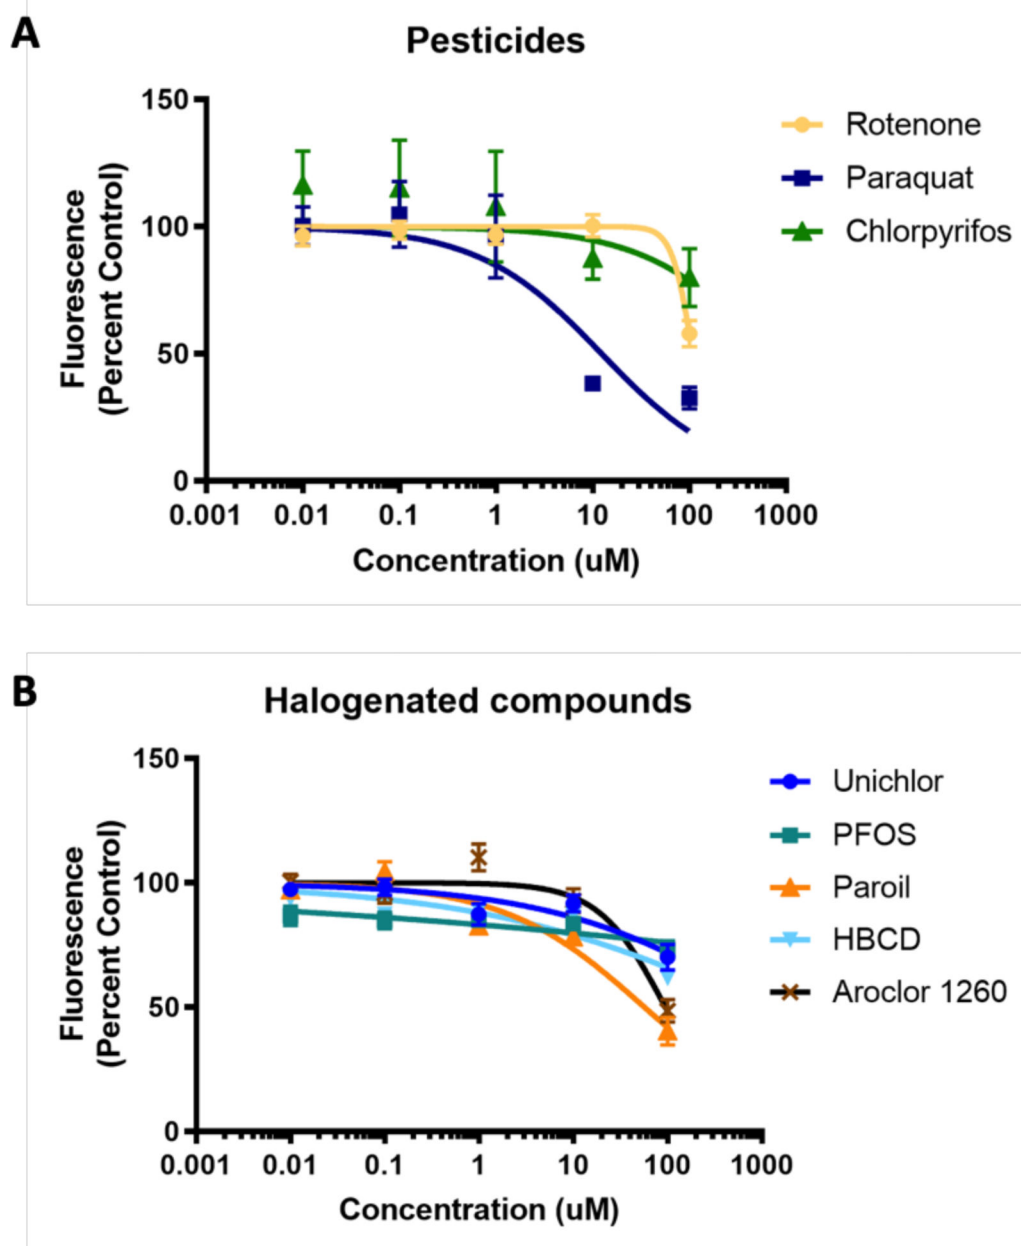 A
Pesticides
150
100
50
0
Fluorescence
(Percent Control)
0.001 0.01 0.1 1 10 100 1000
Concentration (uM)
Rotenone
Paraquat
Chlorpyrifos
B
Halogenated compounds
150
100
50
0
Fluorescence
(Percent Control)
0.001 0.01 0.1 1 10 100 1000
Concentration (uM)
Unichlor
PFOS
Paroil
HBCD
Aroclor 1260